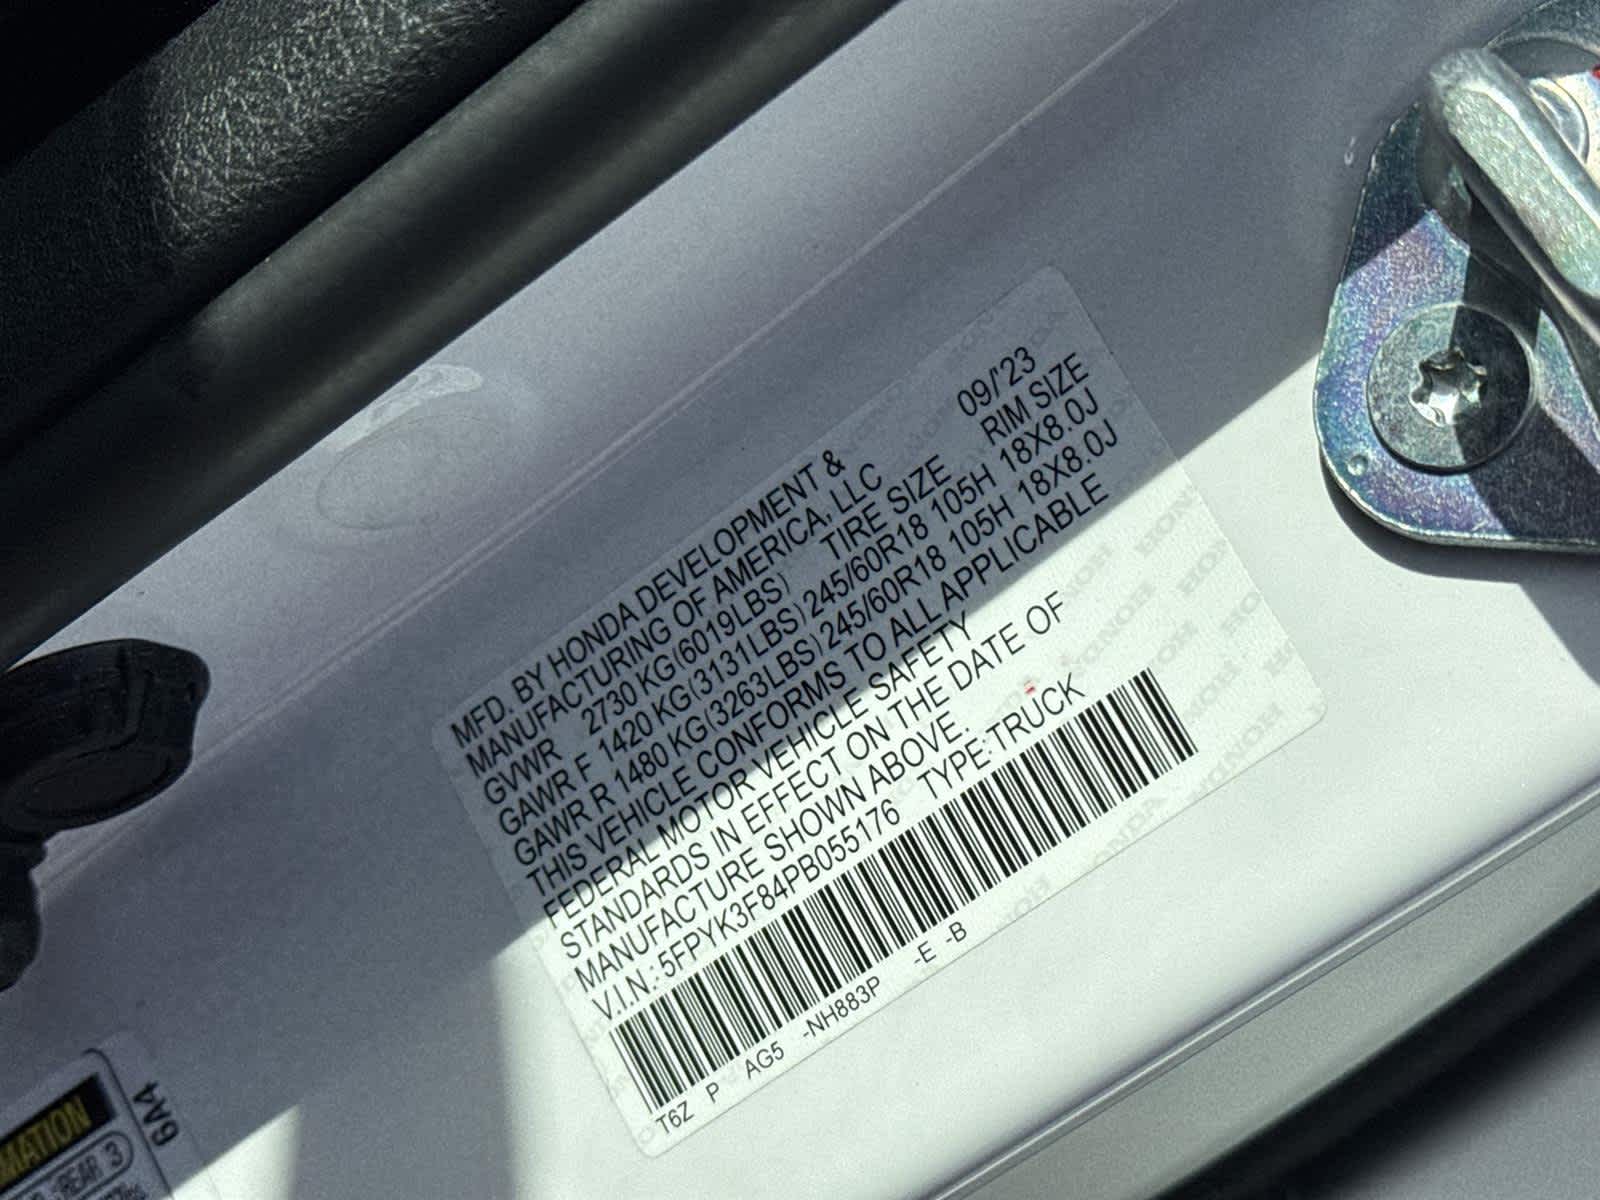 MFD. BY HONDA DEVELOPMENT &
MANUFACTURING OF AMERICA, LLC 09/'23
GVWR 2730 KG(6019LBS) TIRE SIZE RIM SIZE
GAWR F 1420 KG(3131LBS) 245/60R18 105H 18X8.0J
GAWR R 1480 KG(3263LBS) 245/60R18 105H 18X8.0J
THIS VEHICLE CONFORMS TO ALL APPLICABLE
FEDERAL MOTOR VEHICLE SAFETY
STANDARDS IN EFFECT ON THE DATE OF
MANUFACTURE SHOWN ABOVE.
V.I.N.: 5FPYK3F84PB055176 TYPE:TRUCK
T6Z P AG5 -NH883P -E -B
6A4
REAR 3